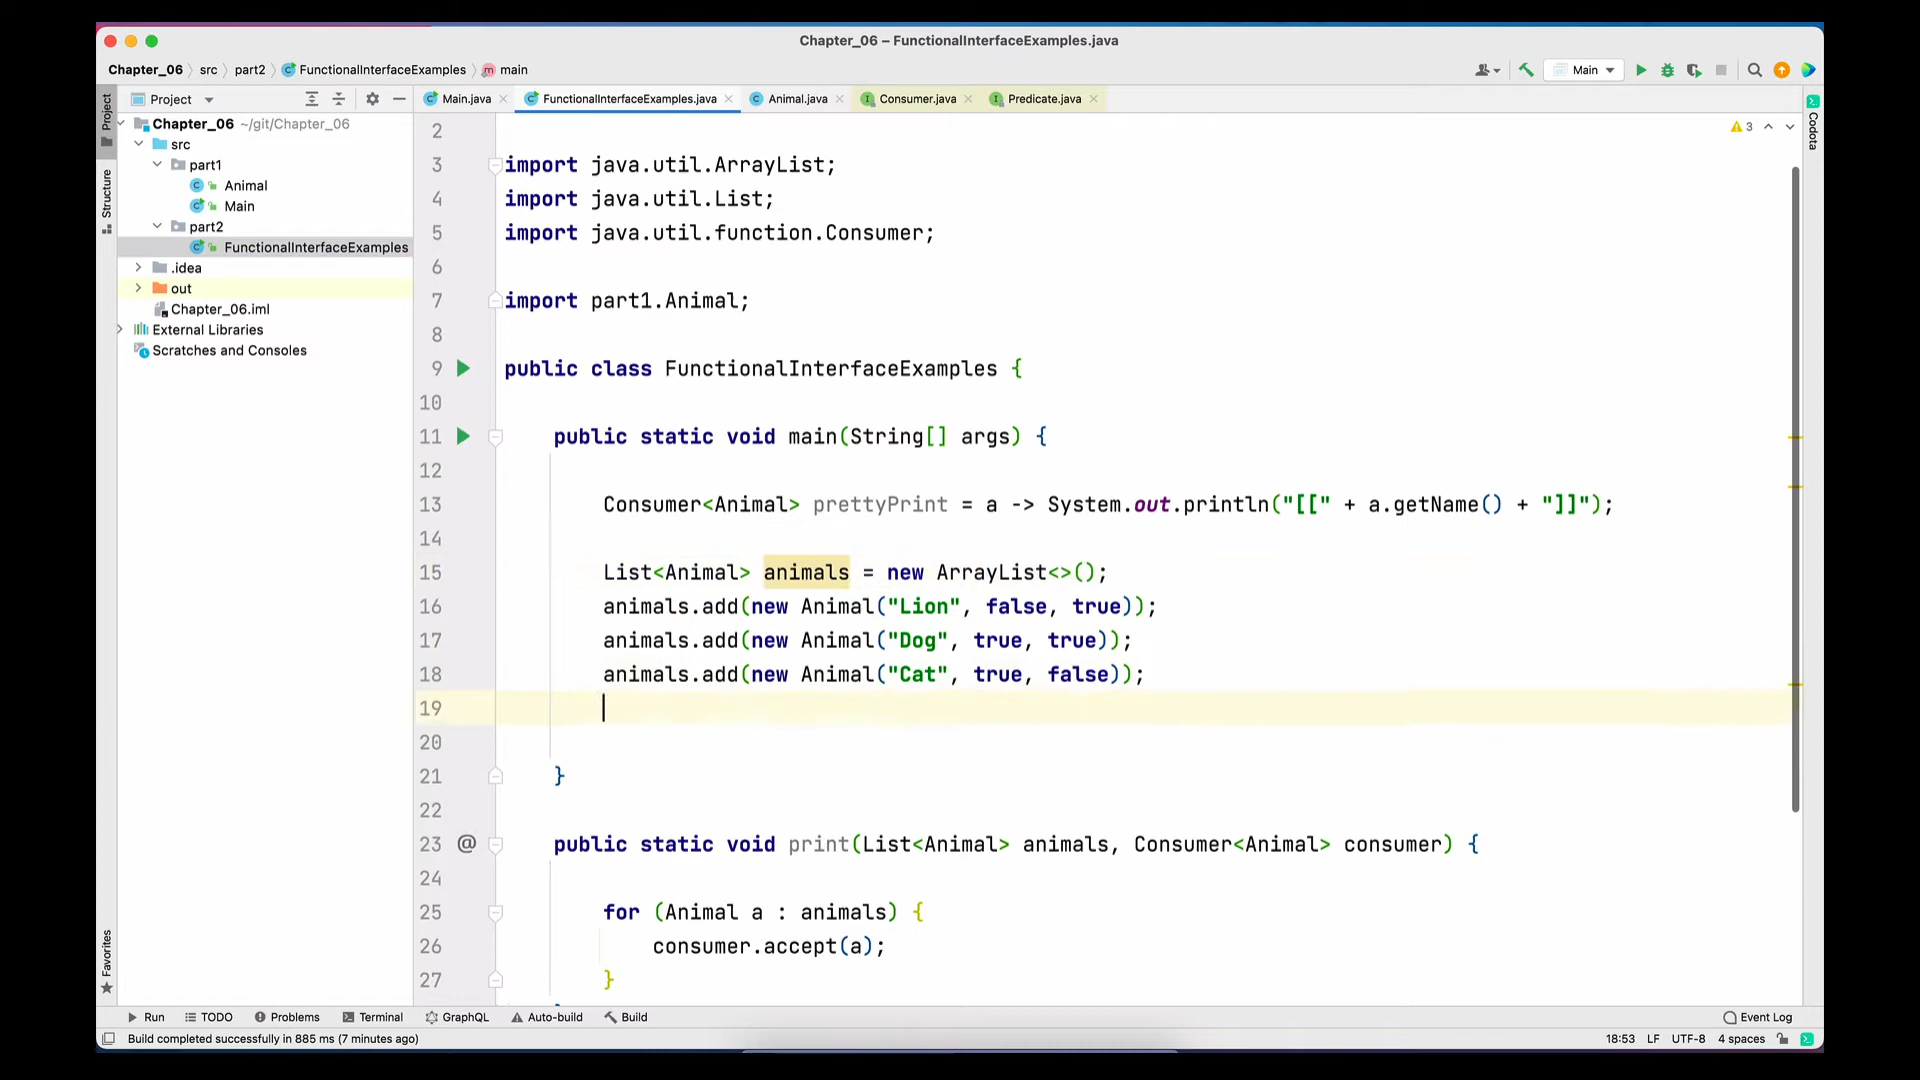 Chapter_06 – FunctionalInterfaceExamples.java
Chapter_06 src part2 FunctionalInterfaceExamples m main
Main
Project
Main.java
FunctionalInterfaceExamples.java
Animal.java
Consumer.java
Predicate.java
Project
Structure
Favorites
Codota
3
Chapter_06 ~/git/Chapter_06
src
part1
Animal
Main
part2
FunctionalInterfaceExamples
.idea
out
Chapter_06.iml
External Libraries
Scratches and Consoles
2
3 import java.util.ArrayList;
4 import java.util.List;
5 import java.util.function.Consumer;
6
7 import part1.Animal;
8
9 public class FunctionalInterfaceExamples {
10
11 public static void main(String[] args) {
12
13 Consumer<Animal> prettyPrint = a -> System.out.println("[[" + a.getName() + "]]");
14
15 List<Animal> animals = new ArrayList<>();
16 animals.add(new Animal("Lion", false, true));
17 animals.add(new Animal("Dog", true, true));
18 animals.add(new Animal("Cat", true, false));
19
20
21 }
22
23 @ public static void print(List<Animal> animals, Consumer<Animal> consumer) {
24
25 for (Animal a : animals) {
26 consumer.accept(a);
27 }
Run TODO Problems Terminal GraphQL Auto-build Build Event Log
Build completed successfully in 885 ms (7 minutes ago) 18:53 LF UTF-8 4 spaces